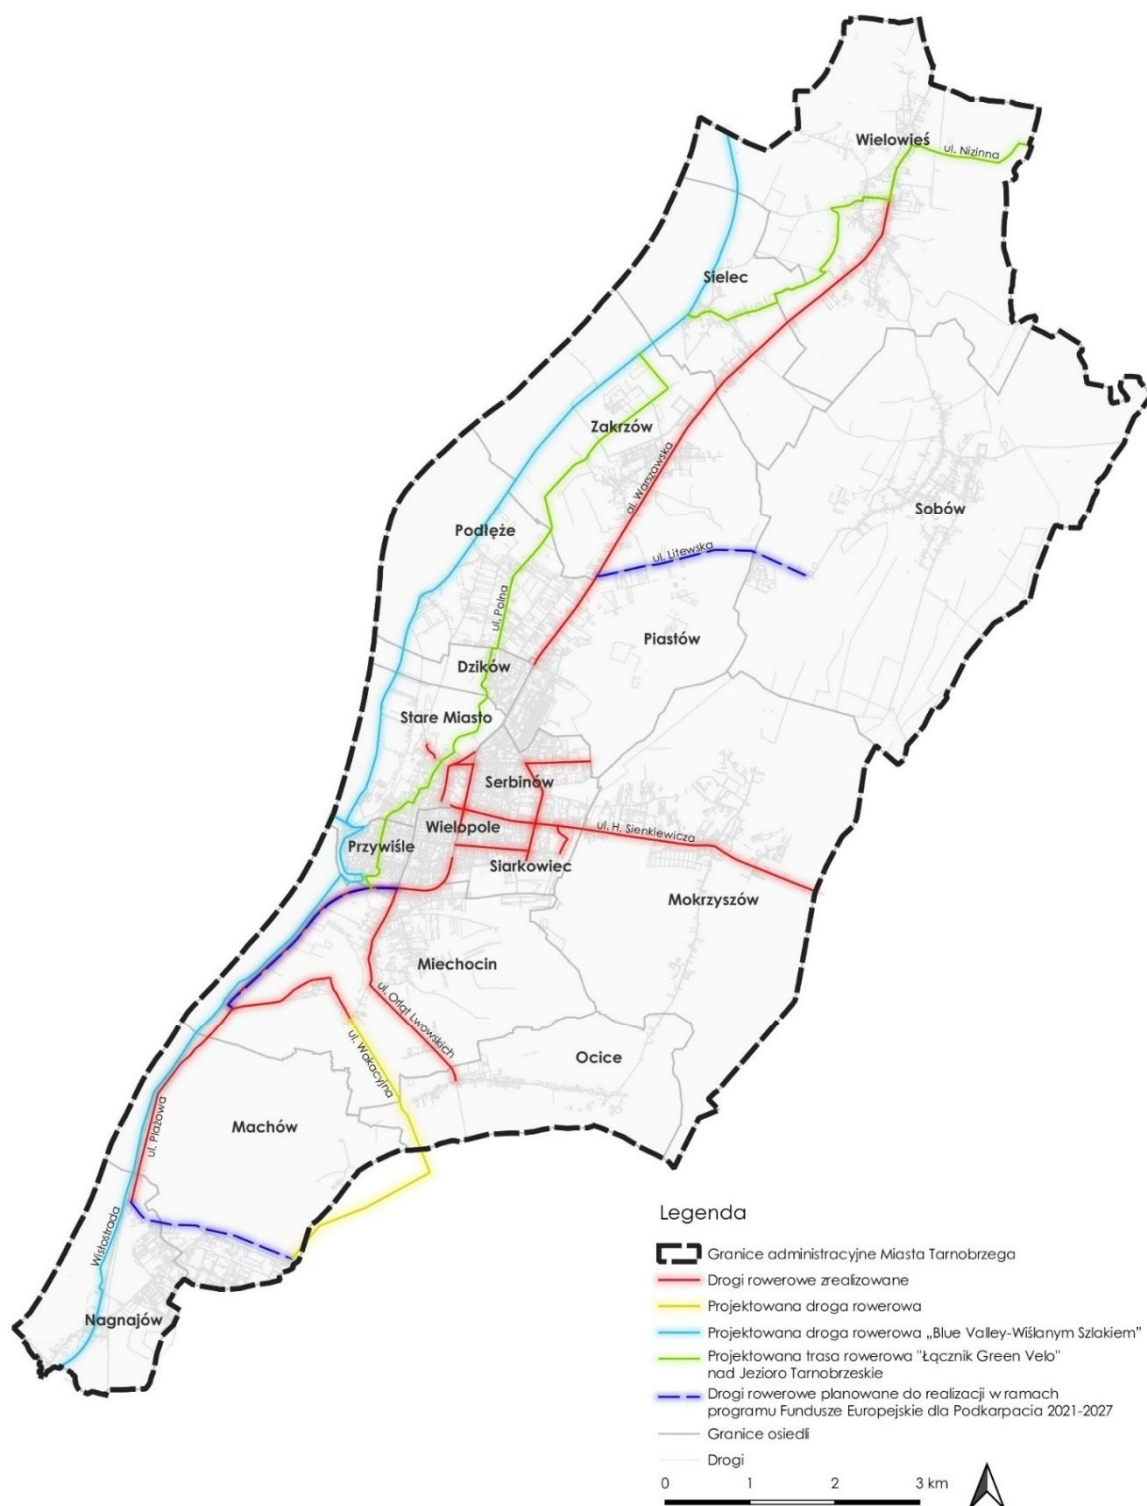 Wielowieś
ul. Nizinna
Sielec
Zakrzów
al. Warszawska
Sobów
Podłęże
ul. Litewska
ul. Polna
Piastów
Dzików
Stare Miasto
Serbinów
Wielopole
ul. H. Sienkiewicza
Przywiśle
Siarkowiec
Mokrzyszów
Miechocin
ul. Orląt Lwowskich
ul. Wakacyjna
Ocice
Machów
ul. Plażowa
Wisłostrada
Nagnajów
Legenda
Granice administracyjne Miasta Tarnobrzega
Drogi rowerowe zrealizowane
Projektowana droga rowerowa
Projektowana droga rowerowa „Blue Valley-Wiślanym Szlakiem"
Projektowana trasa rowerowa "Łącznik Green Velo"
nad Jezioro Tarnobrzeskie
Drogi rowerowe planowane do realizacji w ramach
programu Fundusze Europejskie dla Podkarpacia 2021-2027
Granice osiedli
Drogi
0 1 2 3 km